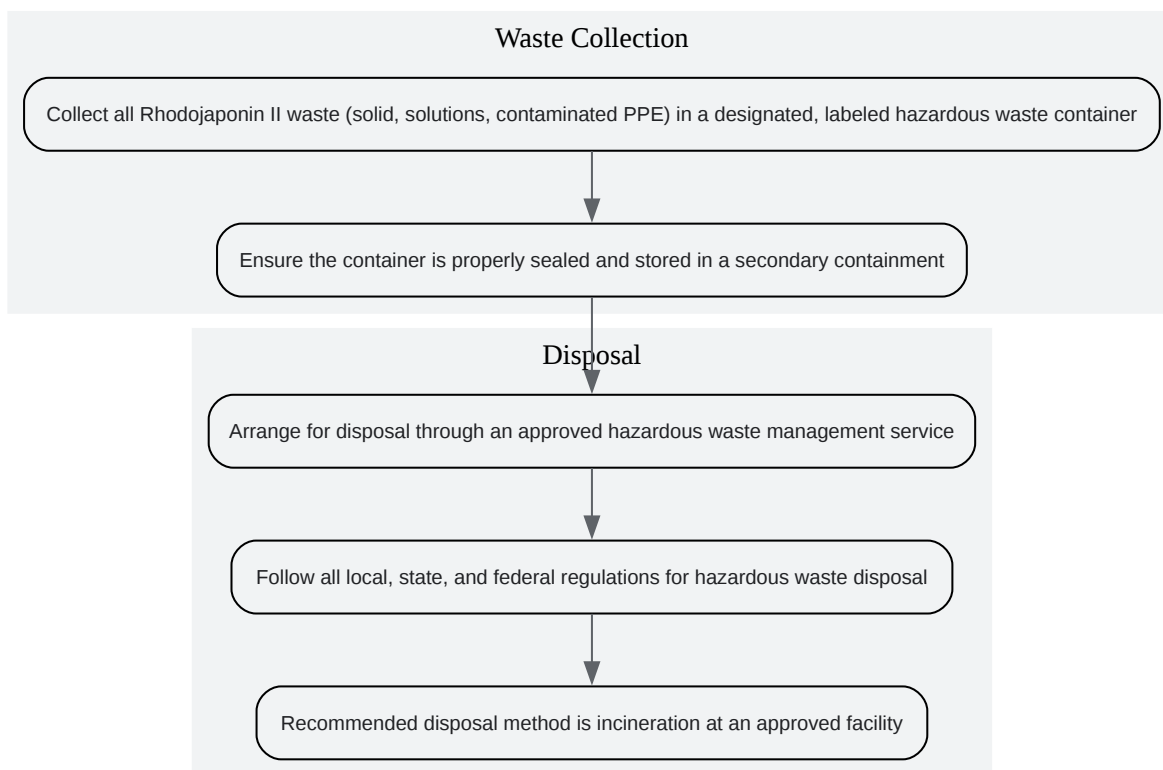 Waste Collection
Collect all Rhodojaponin II waste (solid, solutions, contaminated PPE) in a designated, labeled hazardous waste container
Ensure the container is properly sealed and stored in a secondary containment
Disposal
Arrange for disposal through an approved hazardous waste management service
Follow all local, state, and federal regulations for hazardous waste disposal
Recommended disposal method is incineration at an approved facility